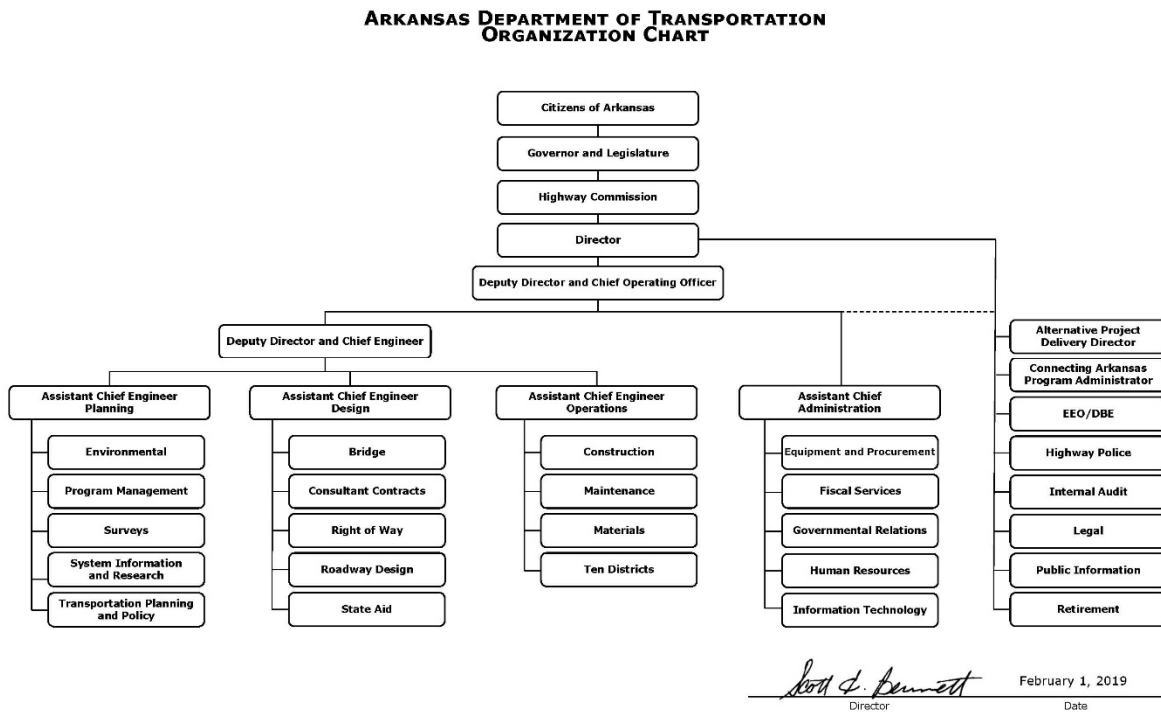 ARKANSAS DEPARTMENT OF TRANSPORTATION
ORGANIZATION CHART
Citizens of Arkansas
Governor and Legislature
Highway Commission
Director
Deputy Director and Chief Operating Officer
Deputy Director and Chief Engineer
Assistant Chief Engineer
Planning
Environmental
Program Management
Surveys
System Information
and Research
Transportation Planning
and Policy
Assistant Chief Engineer
Design
Bridge
Consultant Contracts
Right of Way
Roadway Design
State Aid
Assistant Chief Engineer
Operations
Construction
Maintenance
Materials
Ten Districts
Assistant Chief
Administration
Equipment and Procurement
Fiscal Services
Governmental Relations
Human Resources
Information Technology
Alternative Project
Delivery Director
Connecting Arkansas
Program Administrator
EEO/DBE
Highway Police
Internal Audit
Legal
Public Information
Retirement
Scott E. Bennett
Director
February 1, 2019
Date